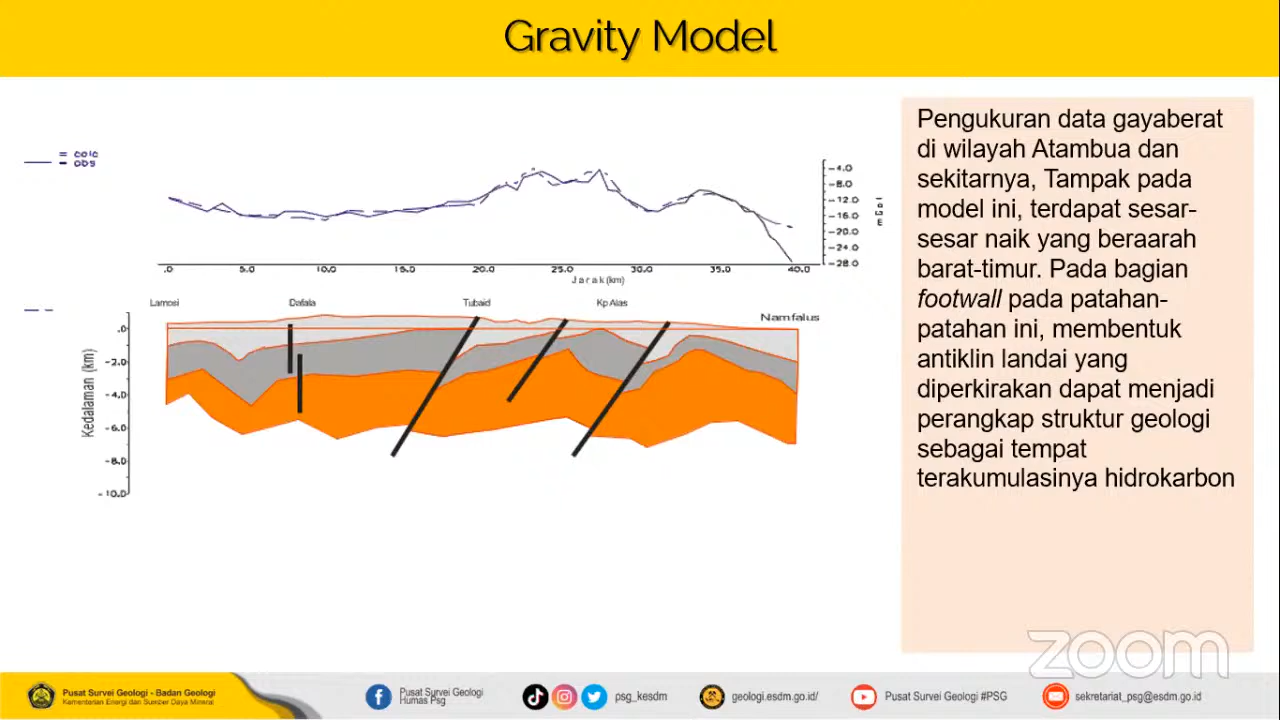 Gravity Model
= calc
= obs
-4.0
-8.0
-12.0
-16.0
-20.0
-24.0
-28.0
mGal
.0 5.0 10.0 15.0 20.0 25.0 30.0 35.0 40.0
Jarak (km)
Lamosi Dafala Tubaid Kp Alas Namfalus
Kedalaman (km)
.0
-2.0
-4.0
-6.0
-8.0
-10.0
Pengukuran data gayaberat
di wilayah Atambua dan
sekitarnya, Tampak pada
model ini, terdapat sesar-
sesar naik yang beraarah
barat-timur. Pada bagian
footwall pada patahan-
patahan ini, membentuk
antiklin landai yang
diperkirakan dapat menjadi
perangkap struktur geologi
sebagai tempat
terakumulasinya hidrokarbon
zoom
Pusat Survei Geologi - Badan Geologi
Kementerian Energi dan Sumber Daya Mineral
Pusat Survei Geologi
Humas Psg
psg_kesdm
geologi.esdm.go.id/
Pusat Survei Geologi #PSG
sekretariat_psg@esdm.go.id